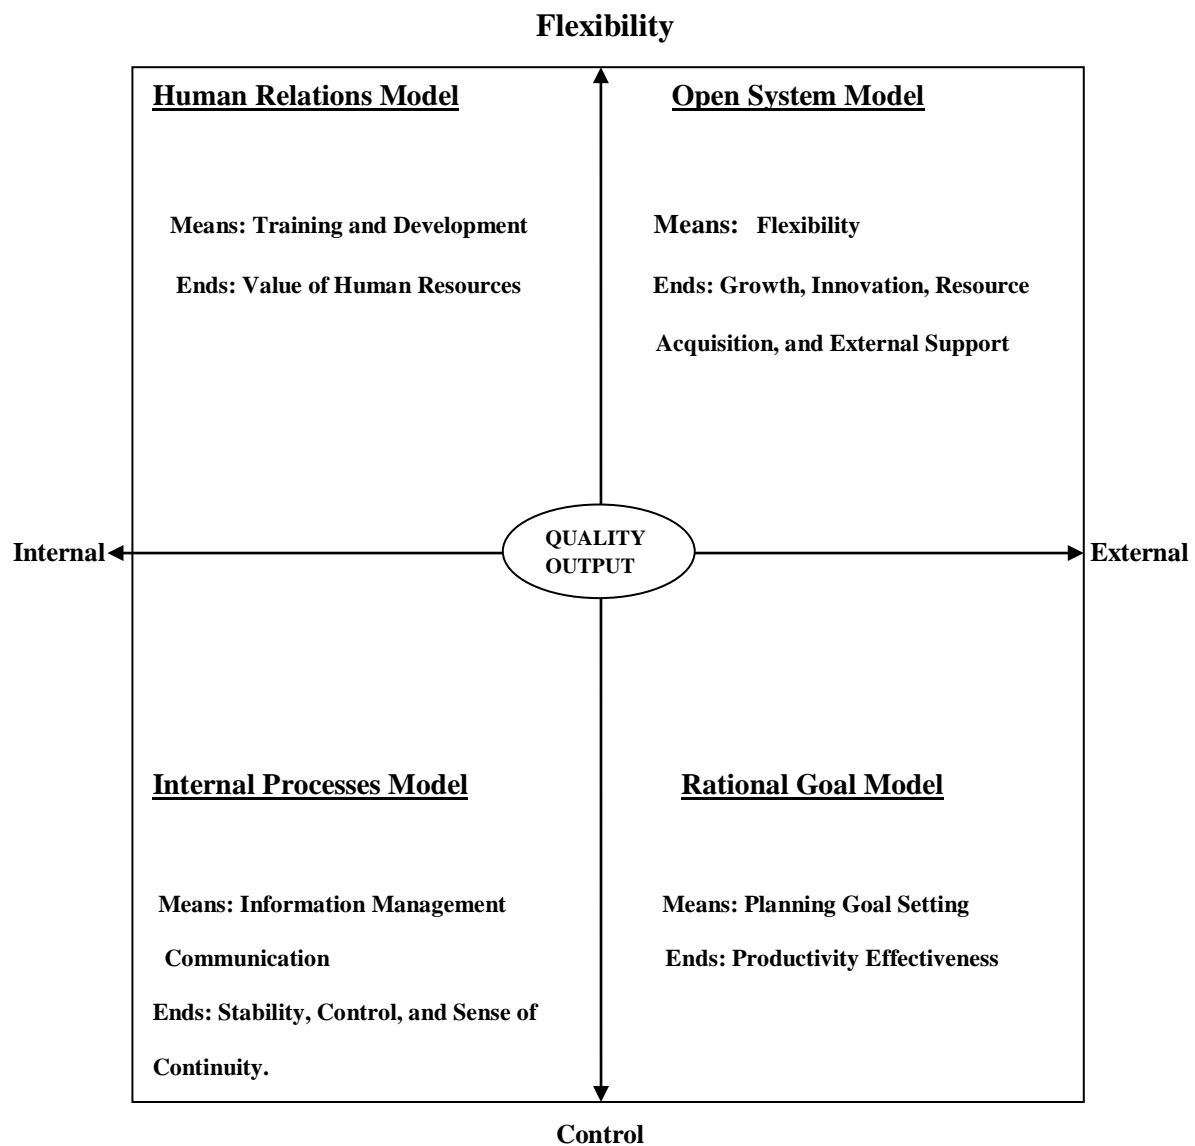 Flexibility
Human Relations Model
Means: Training and Development
Ends: Value of Human Resources
Open System Model
Means: Flexibility
Ends: Growth, Innovation, Resource
Acquisition, and External Support
Internal
QUALITY
OUTPUT
External
Internal Processes Model
Means: Information Management
Communication
Ends: Stability, Control, and Sense of
Continuity.
Rational Goal Model
Means: Planning Goal Setting
Ends: Productivity Effectiveness
Control